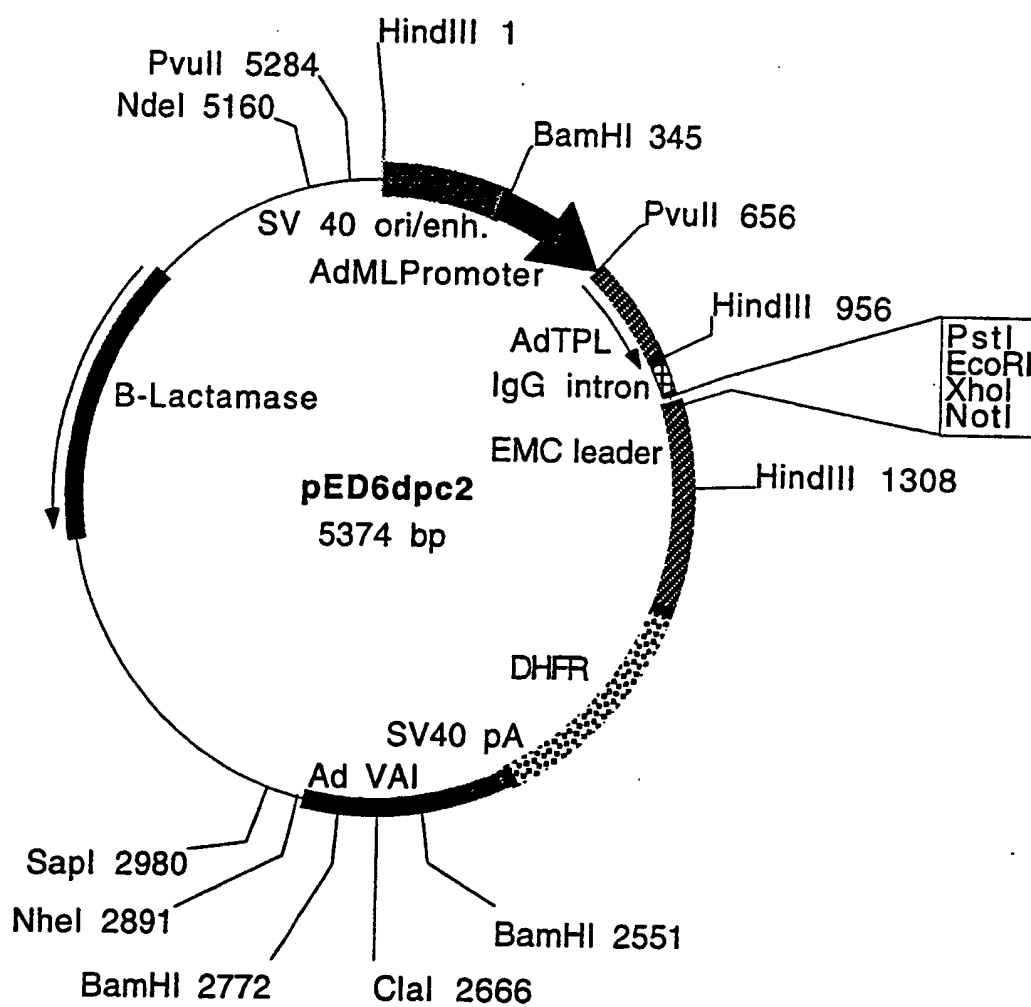 HindIII 1
PvuII 5284
NdeI 5160
BamHI 345
PvuII 656
SV 40 ori/enh.
AdMLPromoter
HindIII 956
AdTPL
IgG intron
PstI
EcoRI
XhoI
NotI
B-Lactamase
EMC leader
HindIII 1308
pED6dpc2
5374 bp
DHFR
SV40 pA
Ad VAI
SapI 2980
NheI 2891
BamHI 2772
ClaI 2666
BamHI 2551